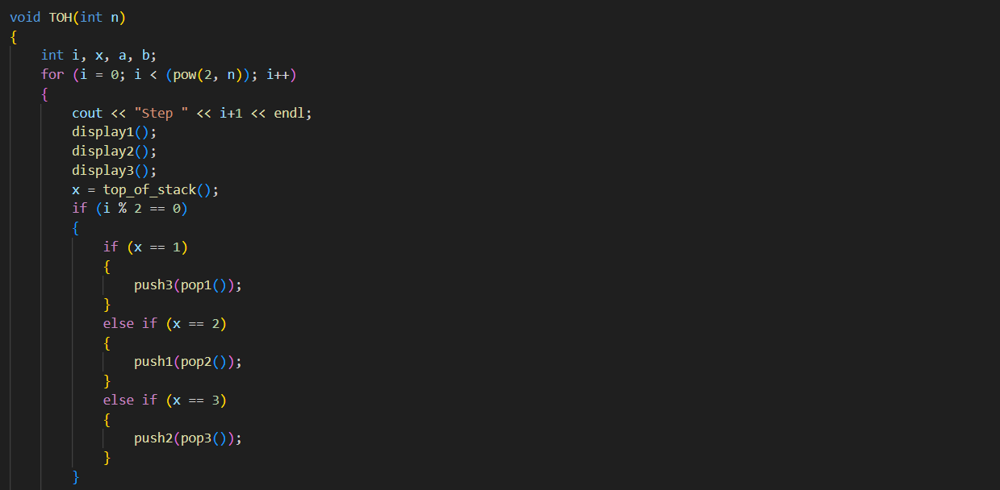 void TOH(int n)
{
    int i, x, a, b;
    for (i = 0; i < (pow(2, n)); i++)
    {
        cout << "Step " << i+1 << endl;
        display1();
        display2();
        display3();
        x = top_of_stack();
        if (i % 2 == 0)
        {
            if (x == 1)
            {
                push3(pop1());
            }
            else if (x == 2)
            {
                push1(pop2());
            }
            else if (x == 3)
            {
                push2(pop3());
            }
        }